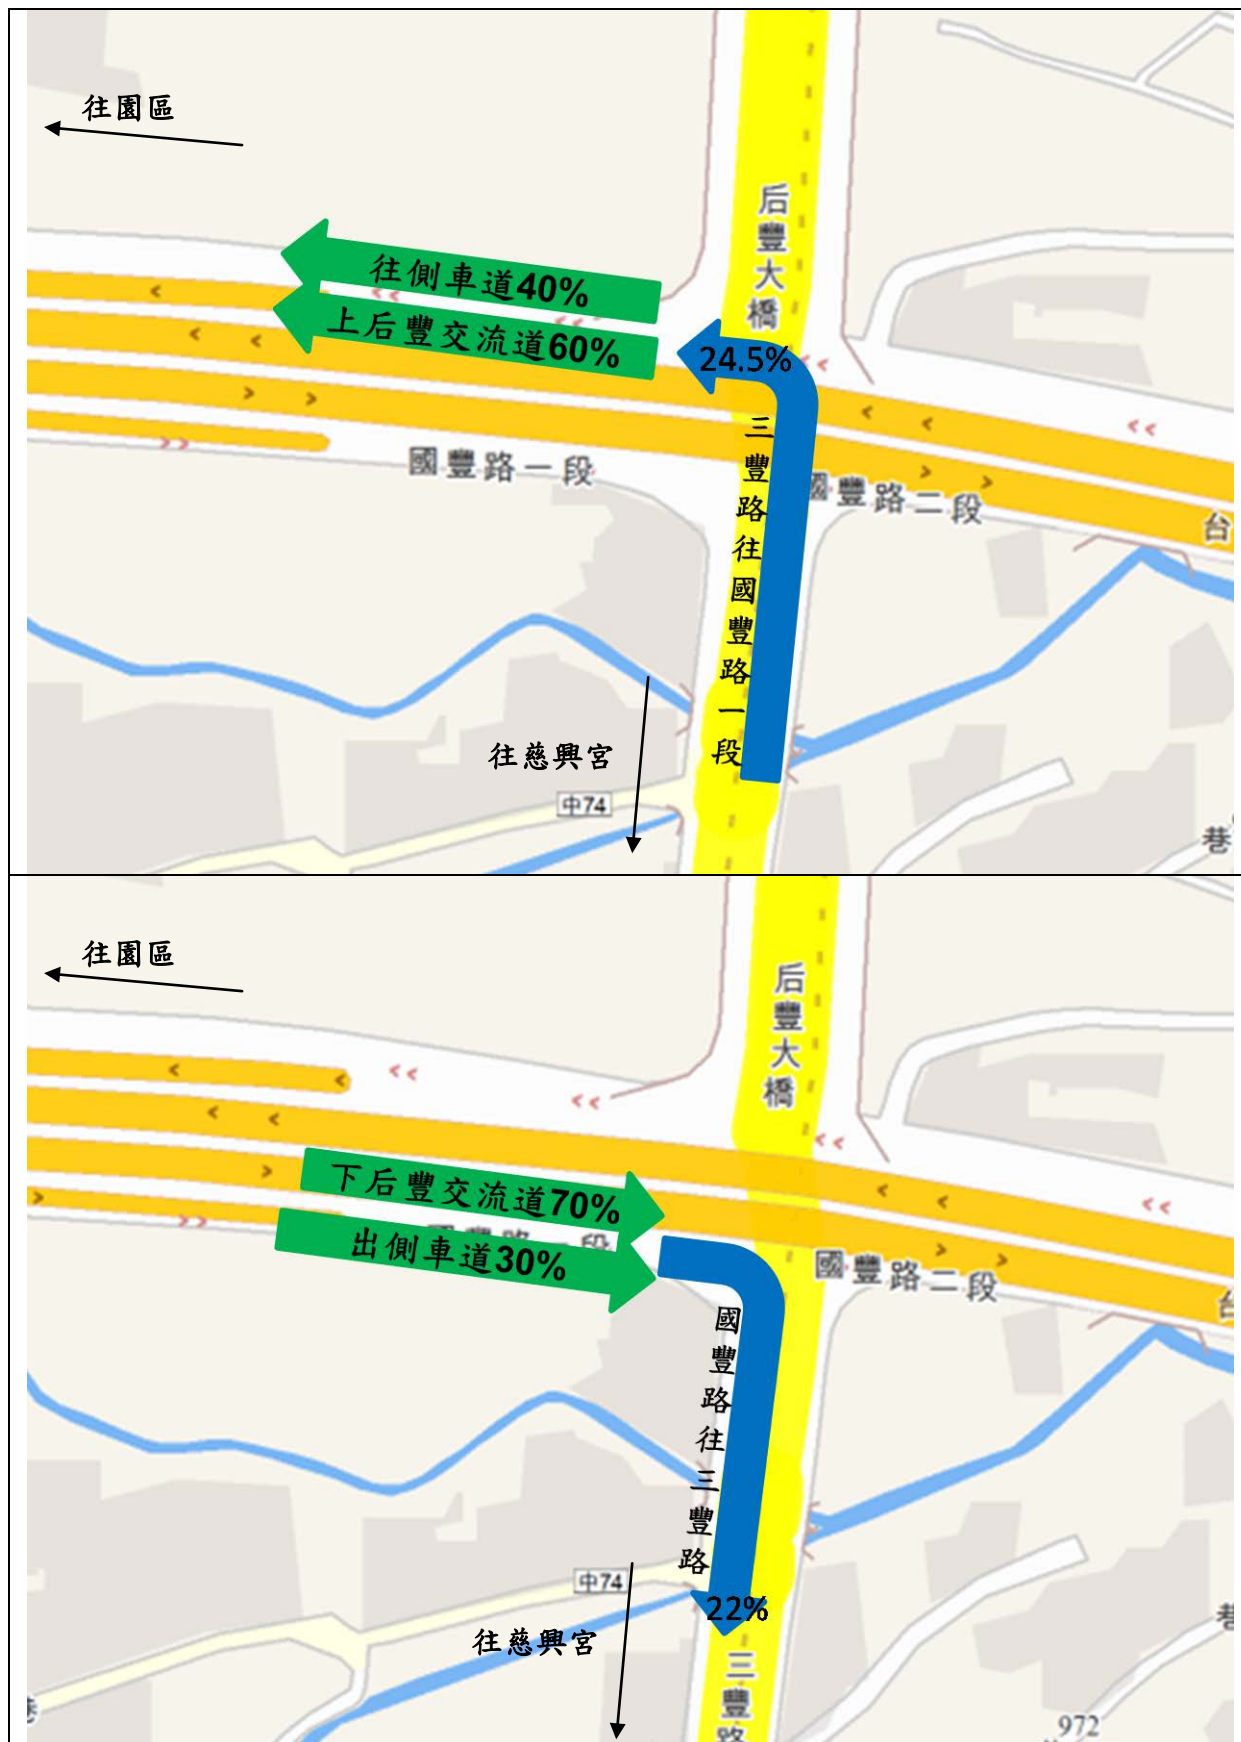 往園區
后豐大橋
往側車道40%
上后豐交流道60%
24.5%
三豐路往國豐路一段
國豐路一段
國豐路二段
台
往慈興宮
中74
巷
往園區
后豐大橋
下后豐交流道70%
出側車道30%
國豐路二段
台
國豐路往三豐路
中74
22%
往慈興宮
巷
三豐路
972